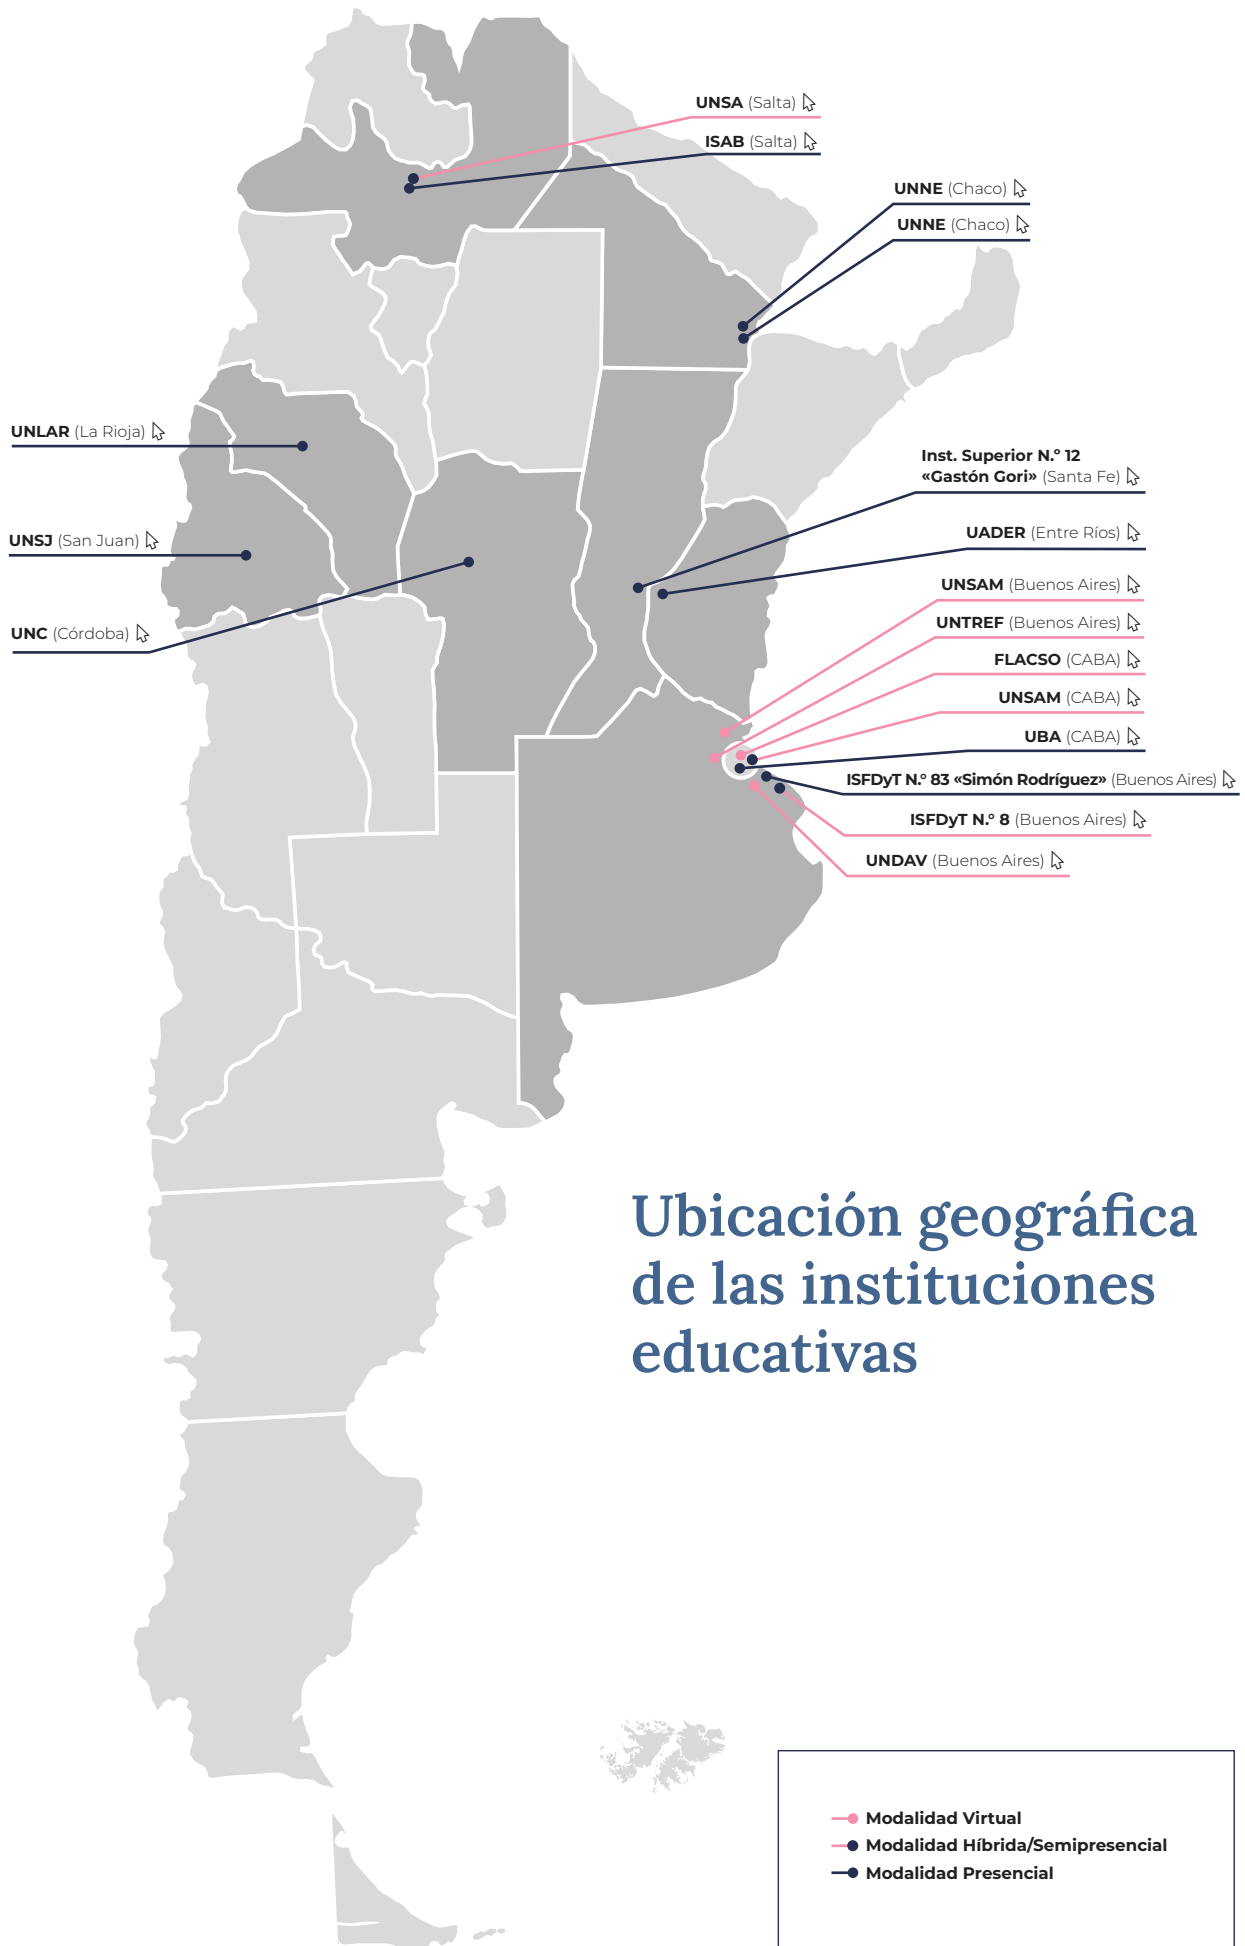 UNSA (Salta)
ISAB (Salta)
UNNE (Chaco)
UNNE (Chaco)
UNLAR (La Rioja)
Inst. Superior N.º 12
«Gastón Gori» (Santa Fe)
UNSJ (San Juan)
UADER (Entre Ríos)
UNSAM (Buenos Aires)
UNTREF (Buenos Aires)
UNC (Córdoba)
FLACSO (CABA)
UNSAM (CABA)
UBA (CABA)
ISFDyT N.º 83 «Simón Rodríguez» (Buenos Aires)
ISFDyT N.º 8 (Buenos Aires)
UNDAV (Buenos Aires)
Ubicación geográfica
de las instituciones
educativas
Modalidad Virtual
Modalidad Híbrida/Semipresencial
Modalidad Presencial